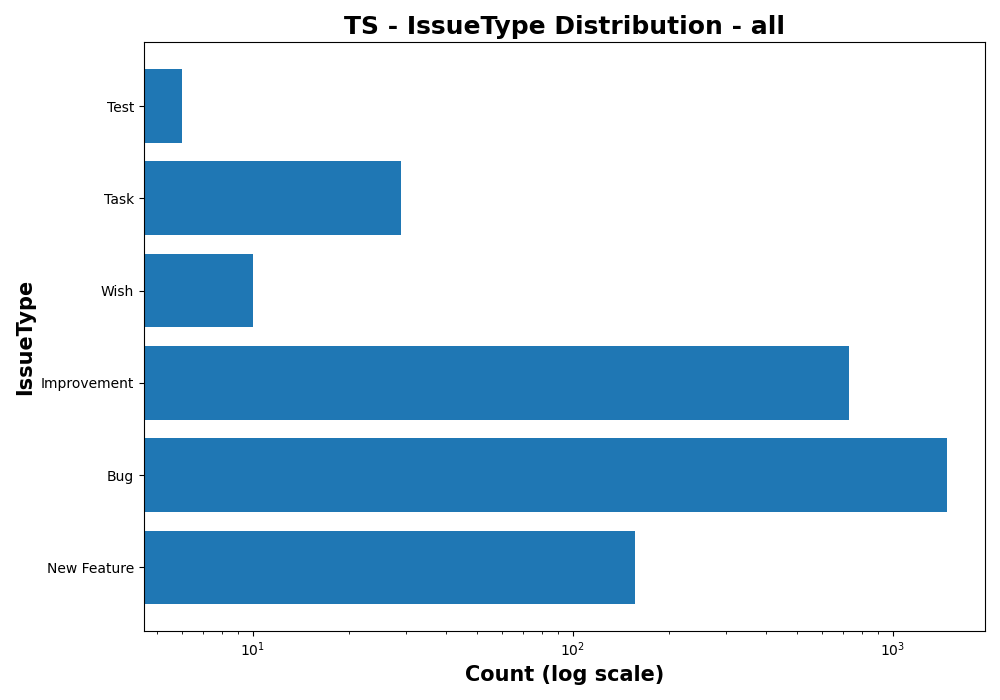 TS - IssueType Distribution - all
IssueType
Test
Task
Wish
Improvement
Bug
New Feature
10¹ 10² 10³
Count (log scale)